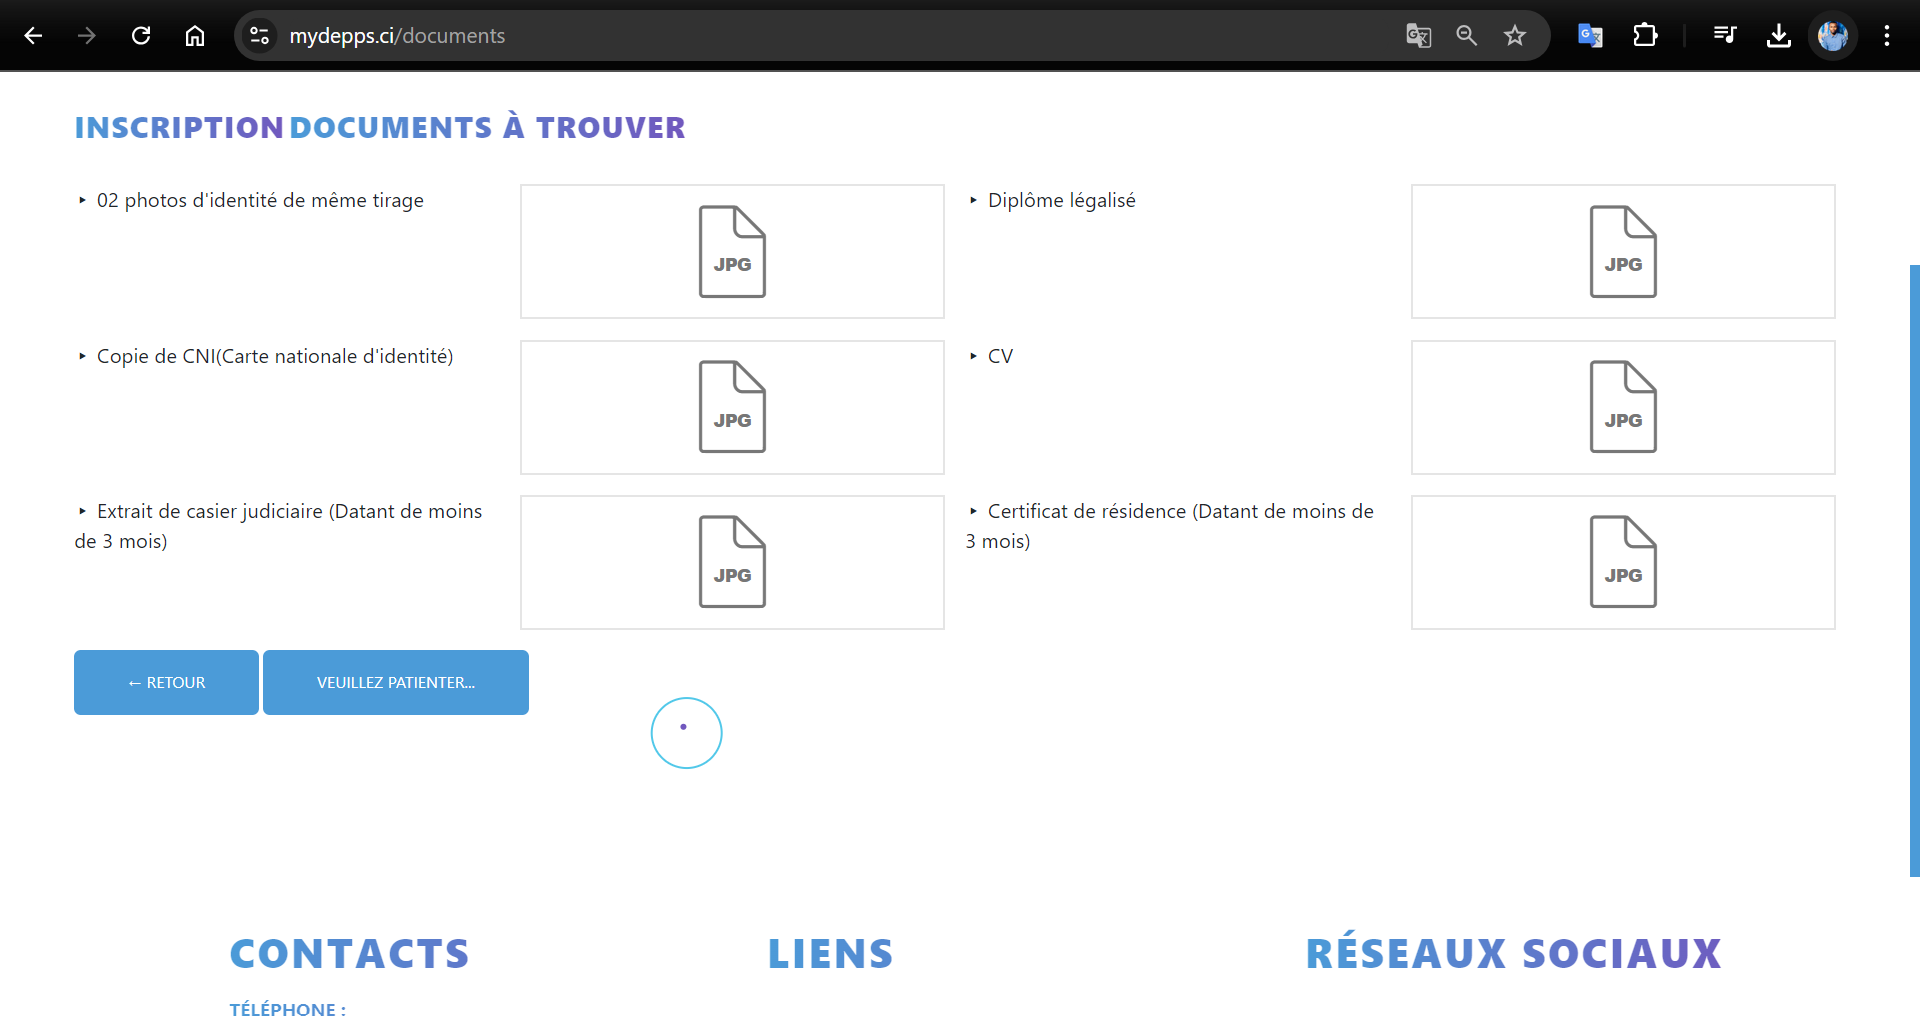 mydepps.ci/documents
INSCRIPTION DOCUMENTS À TROUVER
‣ 02 photos d'identité de même tirage
JPG
‣ Diplôme légalisé
JPG
‣ Copie de CNI(Carte nationale d'identité)
JPG
‣ CV
JPG
‣ Extrait de casier judiciaire (Datant de moins
de 3 mois)
JPG
‣ Certificat de résidence (Datant de moins de
3 mois)
JPG
← RETOUR
VEUILLEZ PATIENTER...
CONTACTS
LIENS
RÉSEAUX SOCIAUX
TÉLÉPHONE :